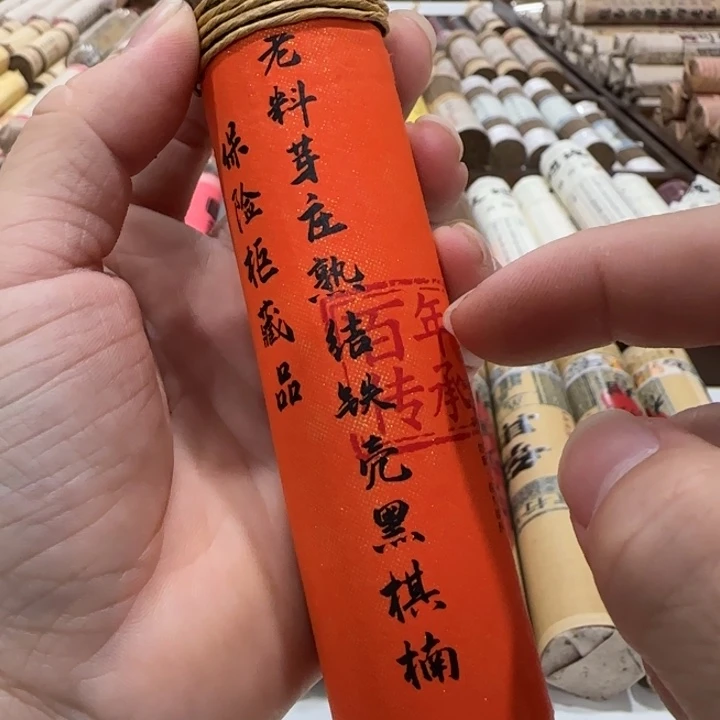 老料芽庄熟结铁壳黑棋楠
保险柜藏品
百年
传承